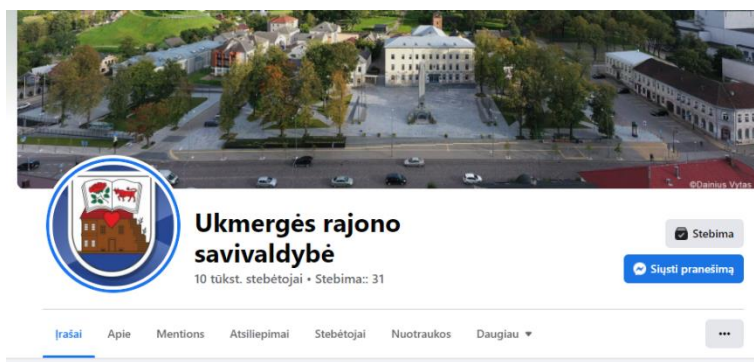 ©Dainius Vytas
Ukmergės rajono
savivaldybė
10 tūkst. stebėtojai • Stebima:: 31
Stebima
Siųsti pranešimą
Įrašai Apie Mentions Atsiliepimai Stebėtojai Nuotraukos Daugiau